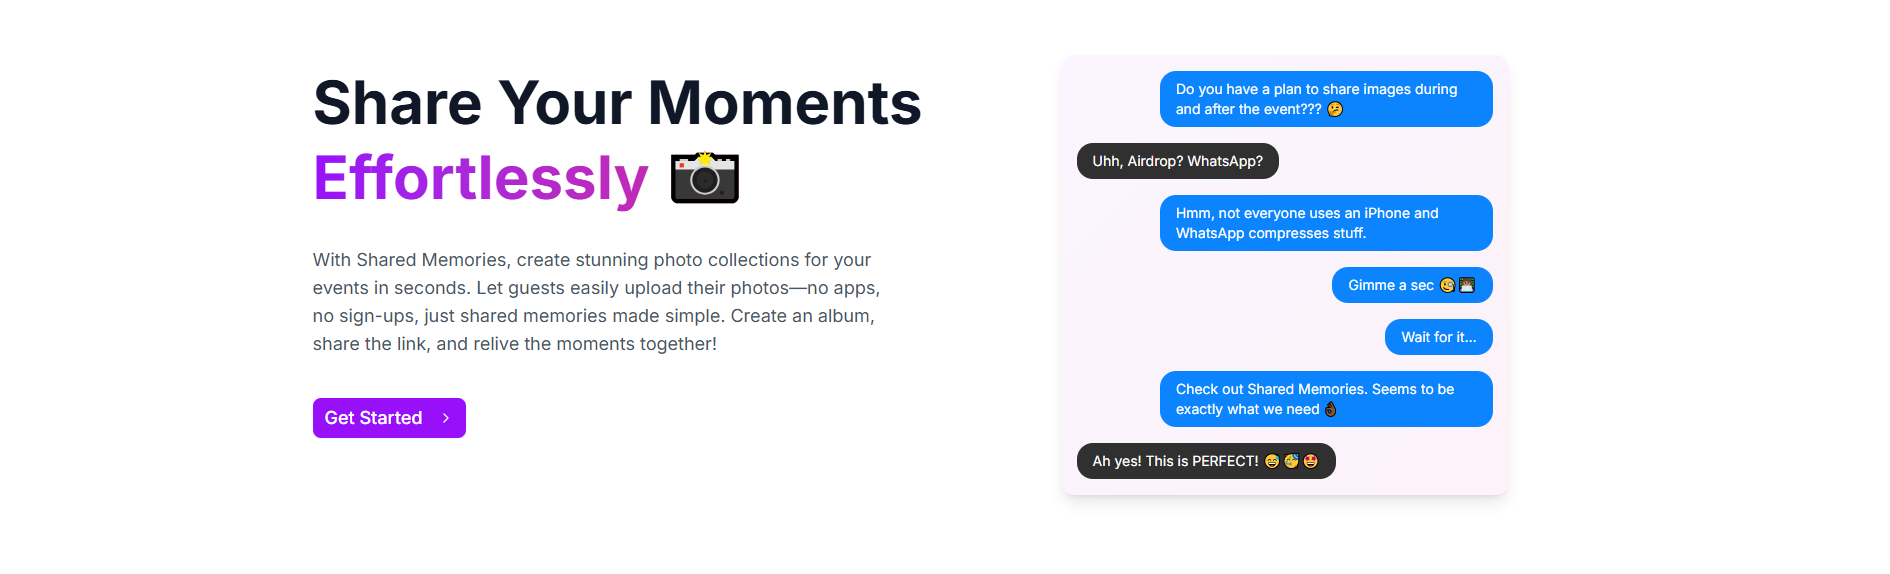 Share Your Moments
Effortlessly 📸
With Shared Memories, create stunning photo collections for your
events in seconds. Let guests easily upload their photos—no apps,
no sign-ups, just shared memories made simple. Create an album,
share the link, and relive the moments together!
Get Started
Do you have a plan to share images during
and after the event??? 🤔
Uhh, Airdrop? WhatsApp?
Hmm, not everyone uses an iPhone and
WhatsApp compresses stuff.
Gimme a sec 🧐👨🏾‍💻
Wait for it...
Check out Shared Memories. Seems to be
exactly what we need 👌🏿
Ah yes! This is PERFECT! 😅🥳🤩